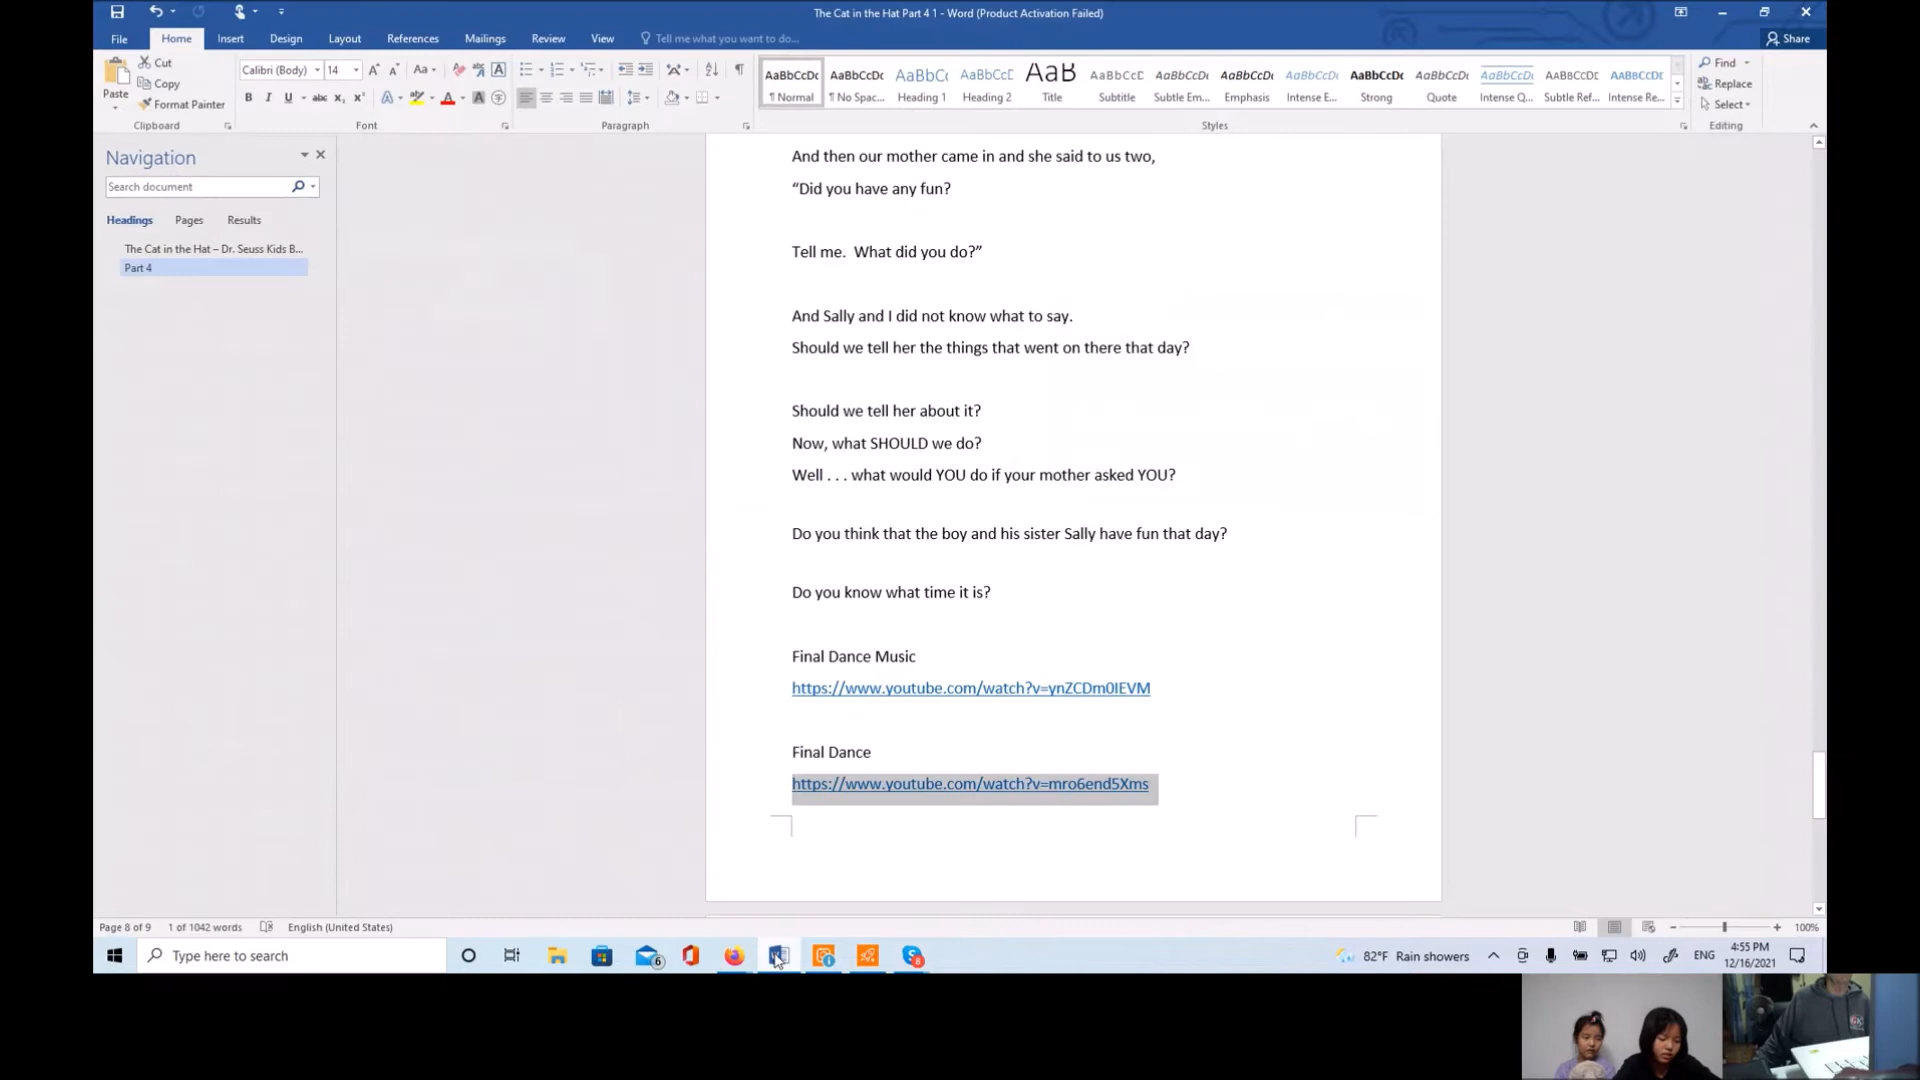 The Cat in the Hat Part 4 1 - Word (Product Activation Failed)
File Home Insert Design Layout References Mailings Review View Tell me what you want to do... Share
Cut
Copy
Format Painter
Paste
Clipboard
Calibri (Body) 14
Font
Paragraph
AaBbCcDc AaBbCcDc AaBbCc AaBbCcD AaB AaBbCcD AaBbCcDc AaBbCcDc AaBbCcDc AaBbCcDc AaBbCcDc AaBbCcDc AaBbCcDc AaBbCcDc
¶ Normal ¶ No Spac... Heading 1 Heading 2 Title Subtitle Subtle Em... Emphasis Intense E... Strong Quote Intense Q... Subtle Ref... Intense Re...
Styles
Find
Replace
Select
Editing
Navigation
Search document
Headings Pages Results
The Cat in the Hat – Dr. Seuss Kids B...
Part 4
And then our mother came in and she said to us two,
“Did you have any fun?
Tell me.  What did you do?”
And Sally and I did not know what to say.
Should we tell her the things that went on there that day?
Should we tell her about it?
Now, what SHOULD we do?
Well . . . what would YOU do if your mother asked YOU?
Do you think that the boy and his sister Sally have fun that day?
Do you know what time it is?
Final Dance Music
https://www.youtube.com/watch?v=ynZCDm0IEVM
Final Dance
https://www.youtube.com/watch?v=mro6end5Xms
Page 8 of 9 1 of 1042 words English (United States) 100%
Type here to search 6 82°F Rain showers ENG 4:55 PM
12/16/2021